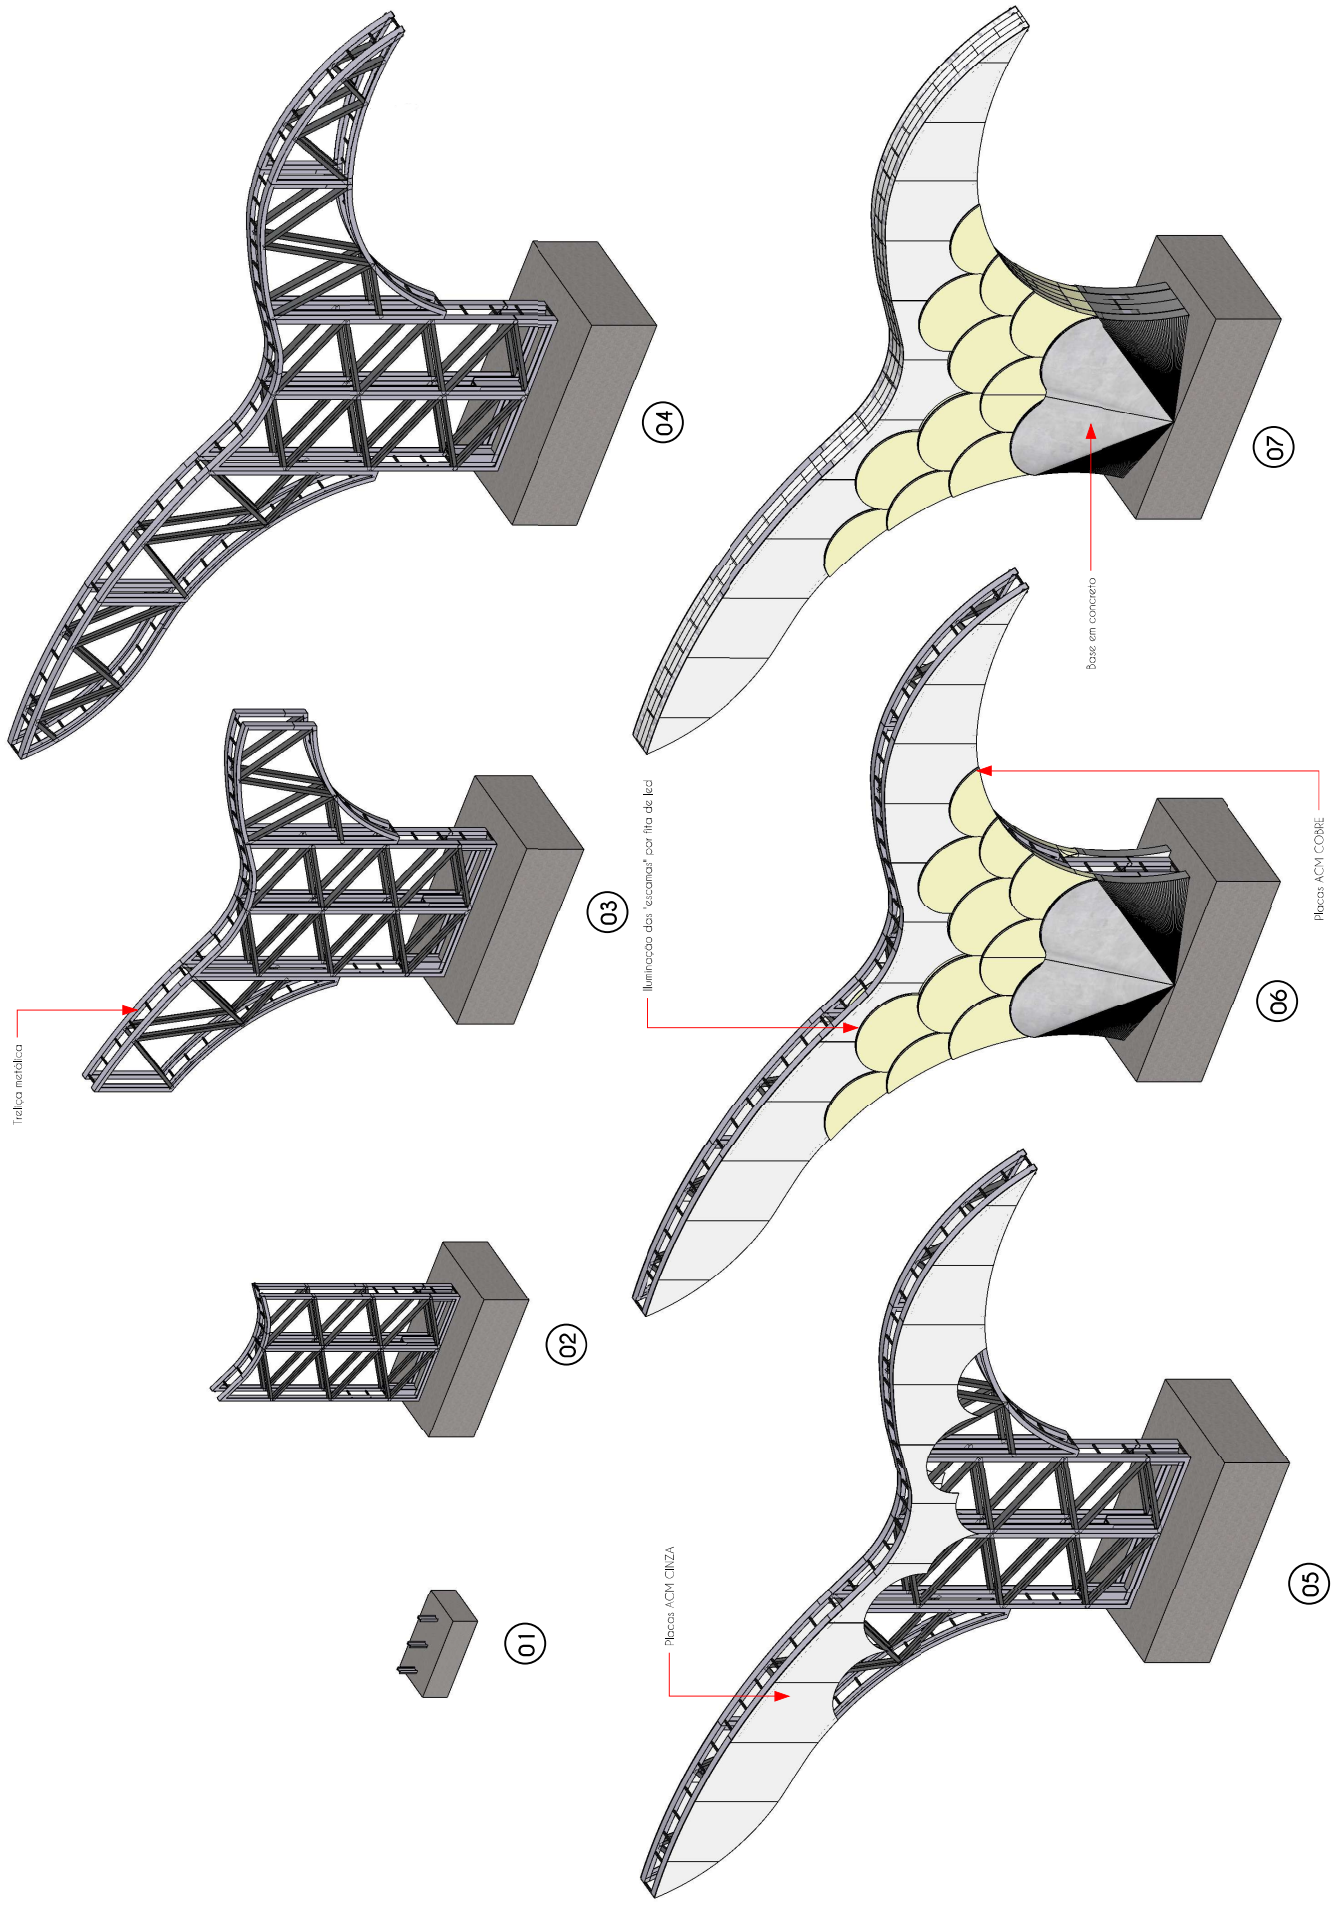 Treliça metálica
01
02
03
04
Placas ACM CINZA
Iluminação das "escamas" por fita de led
Base em concreto
05
06
07
Placas ACM COBRE